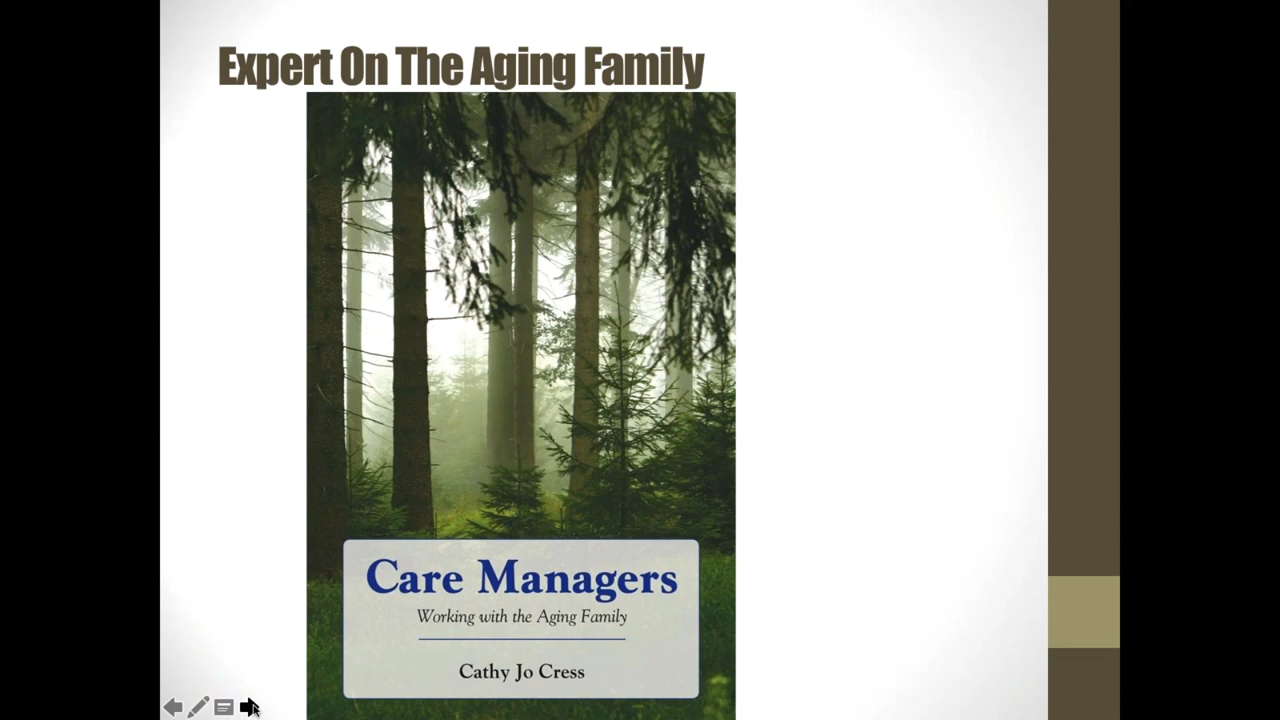 Expert On The Aging Family
Care Managers
Working with the Aging Family
Cathy Jo Cress